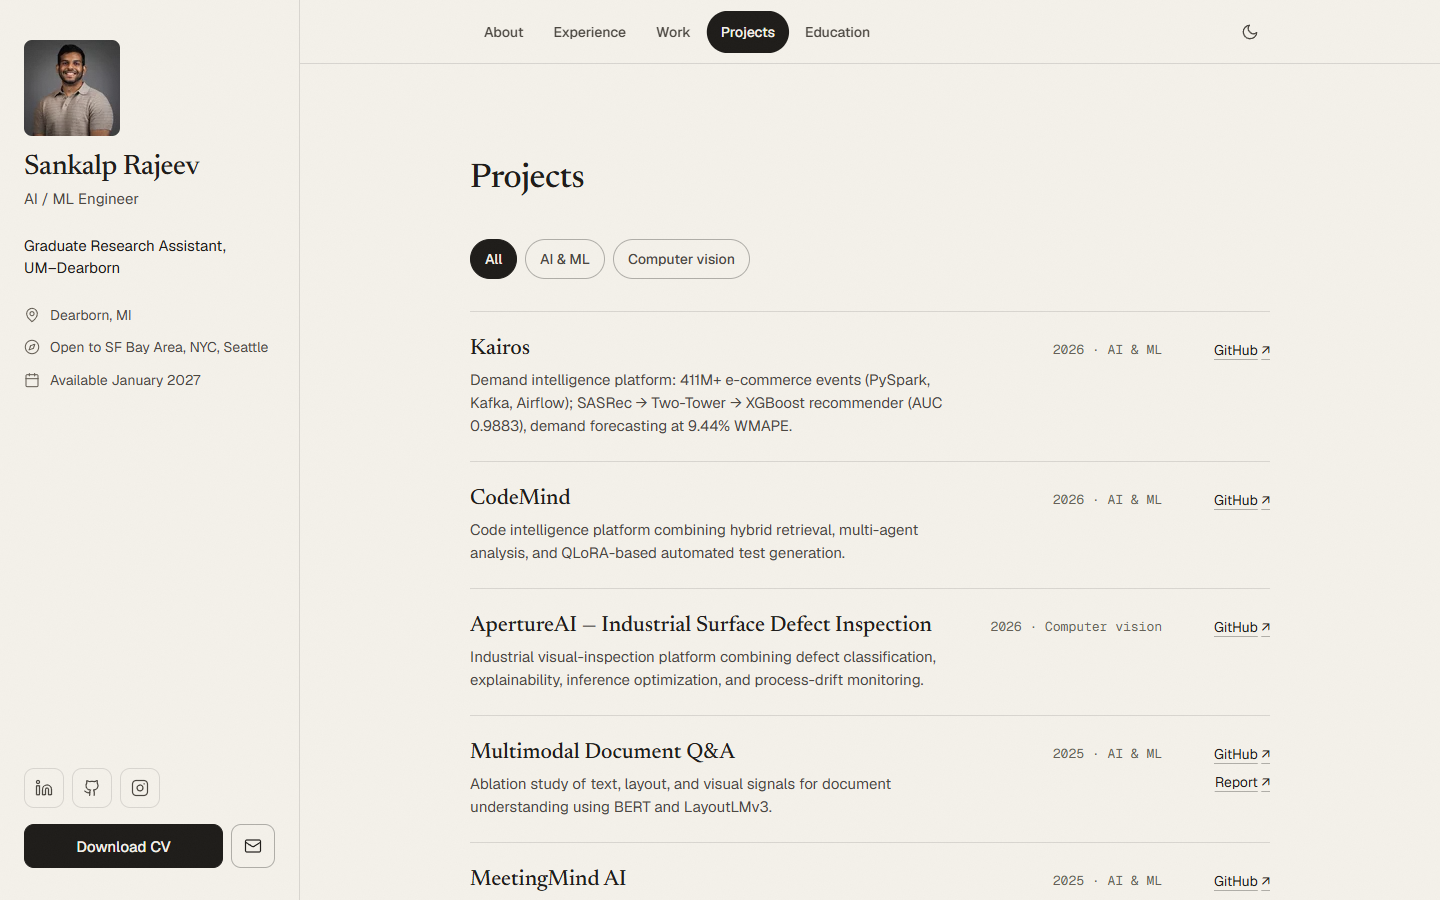 Sankalp Rajeev
AI / ML Engineer
Graduate Research Assistant,
UM–Dearborn
Dearborn, MI
Open to SF Bay Area, NYC, Seattle
Available January 2027
Download CV
About Experience Work Projects Education
Projects
All AI & ML Computer vision
Kairos
2026 · AI & ML
GitHub ↗
Demand intelligence platform: 411M+ e-commerce events (PySpark,
Kafka, Airflow); SASRec → Two-Tower → XGBoost recommender (AUC
0.9883), demand forecasting at 9.44% WMAPE.
CodeMind
2026 · AI & ML
GitHub ↗
Code intelligence platform combining hybrid retrieval, multi-agent
analysis, and QLoRA-based automated test generation.
ApertureAI — Industrial Surface Defect Inspection
2026 · Computer vision
GitHub ↗
Industrial visual-inspection platform combining defect classification,
explainability, inference optimization, and process-drift monitoring.
Multimodal Document Q&A
2025 · AI & ML
GitHub ↗
Report ↗
Ablation study of text, layout, and visual signals for document
understanding using BERT and LayoutLMv3.
MeetingMind AI
2025 · AI & ML
GitHub ↗